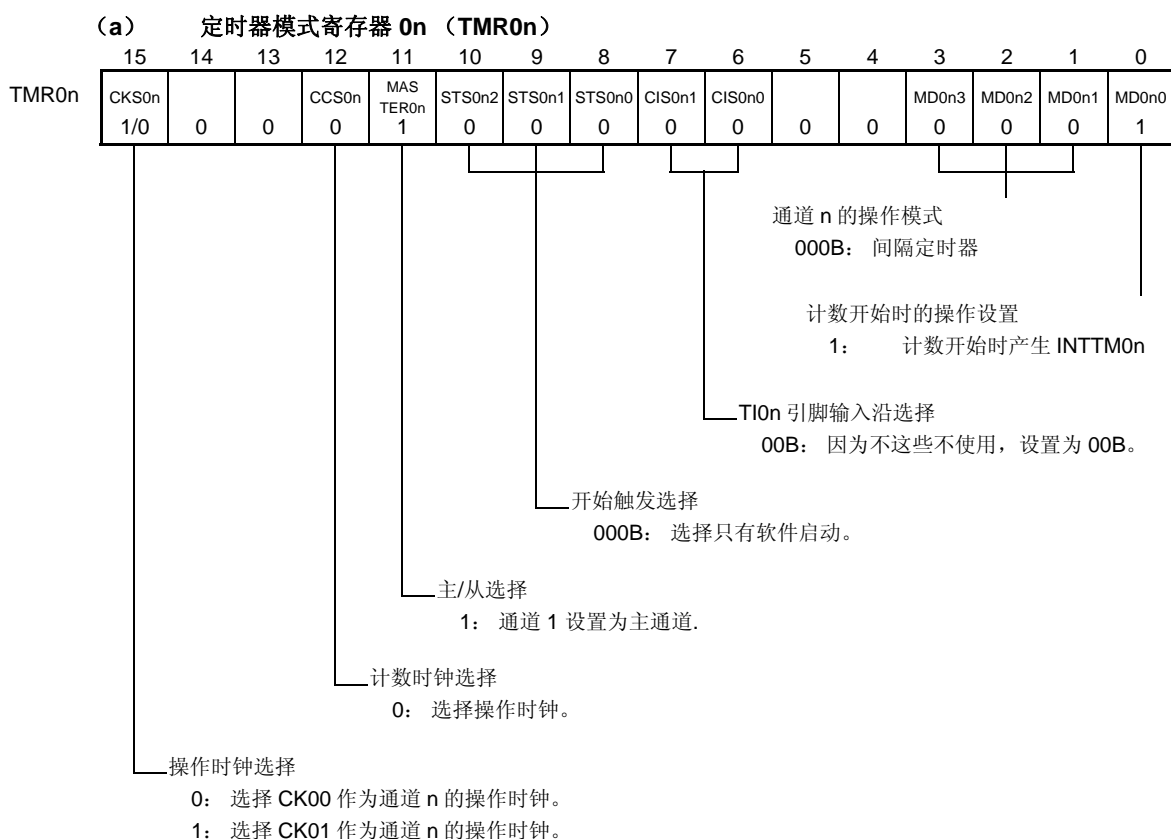 （a） 定时器模式寄存器 0n （TMR0n）
15 14 13 12 11 10 9 8 7 6 5 4 3 2 1 0
TMR0n CKS0n CCS0n MAS TER0n STS0n2 STS0n1 STS0n0 CIS0n1 CIS0n0 MD0n3 MD0n2 MD0n1 MD0n0
1/0 0 0 0 1 0 0 0 0 0 0 0 0 0 0 1
通道 n 的操作模式
000B： 间隔定时器
计数开始时的操作设置
1： 计数开始时产生 INTTM0n
TI0n 引脚输入沿选择
00B： 因为不这些不使用，设置为 00B。
开始触发选择
000B： 选择只有软件启动。
主/从选择
1： 通道 1 设置为主通道.
计数时钟选择
0： 选择操作时钟。
操作时钟选择
0： 选择 CK00 作为通道 n 的操作时钟。
1： 选择 CK01 作为通道 n 的操作时钟。